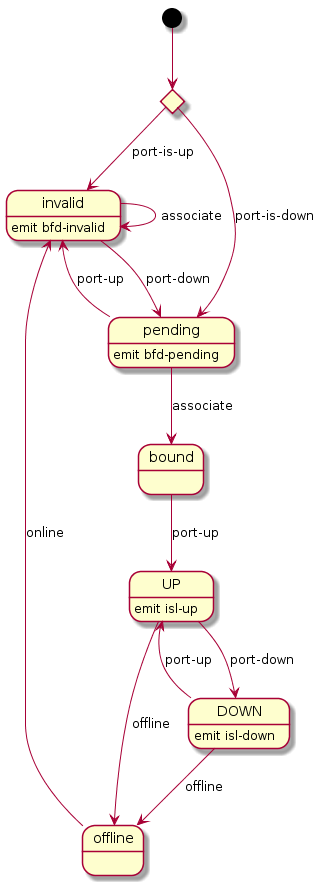 port-is-up
invalid
emit bfd-invalid
associate
port-is-down
port-up
port-down
pending
emit bfd-pending
associate
bound
port-up
online
UP
emit isl-up
port-up
port-down
DOWN
emit isl-down
offline
offline
offline